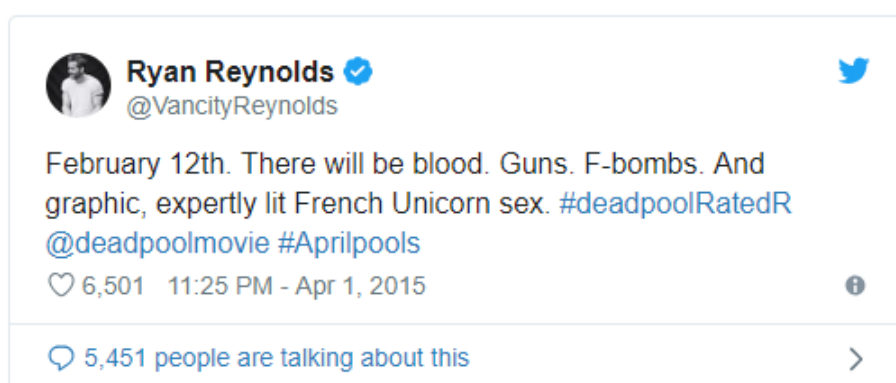 Ryan Reynolds
@VancityReynolds
February 12th. There will be blood. Guns. F-bombs. And
graphic, expertly lit French Unicorn sex. #deadpoolRatedR
@deadpoolmovie #Aprilpools
6,501 11:25 PM - Apr 1, 2015
5,451 people are talking about this